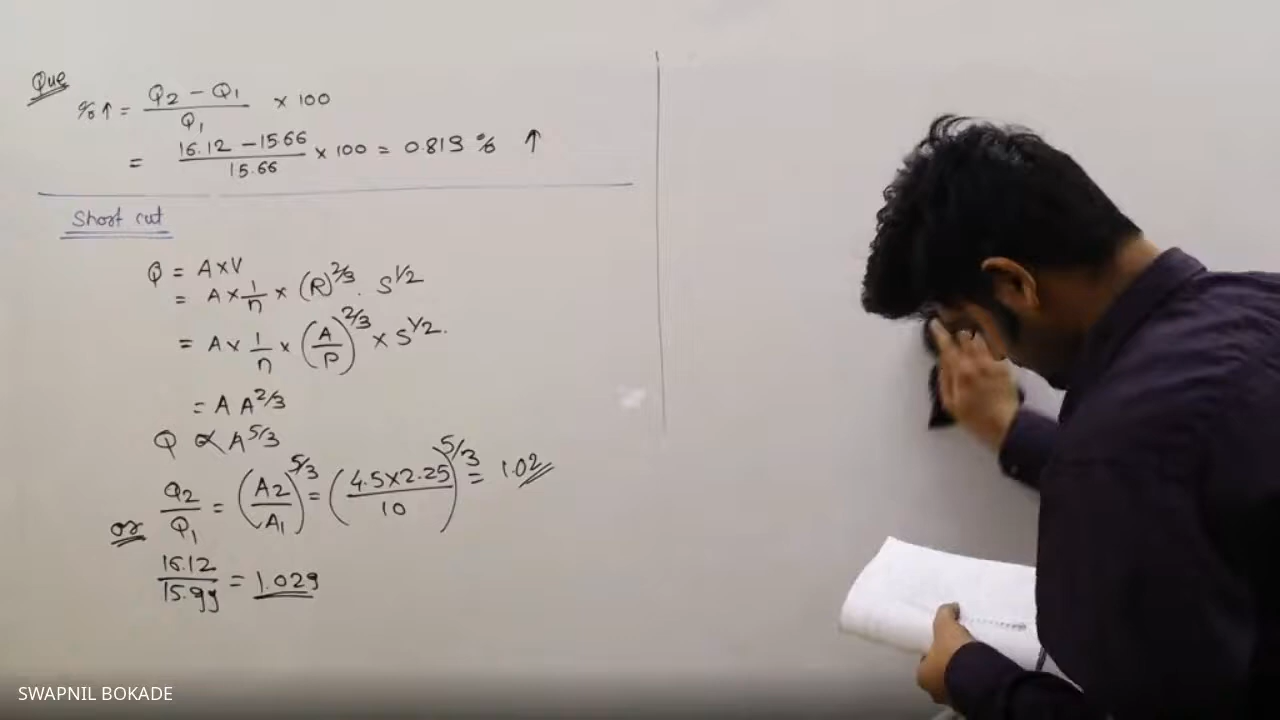 Que
% ↑ = Q2 - Q1 / Q1 × 100
= 16.12 - 15.66 / 15.66 × 100 = 0.819 % ↑
Short cut
Q = A×V
= A × 1/n × (R)^2/3 . S^1/2
= A × 1/n × (A/P)^2/3 × S^1/2.
= A A^2/3
Q ∝ A^5/3
Q2/Q1 = (A2/A1)^5/3 = (4.5×2.25/10)^5/3 = 1.02
or
16.12/15.99 = 1.029
SWAPNIL BOKADE